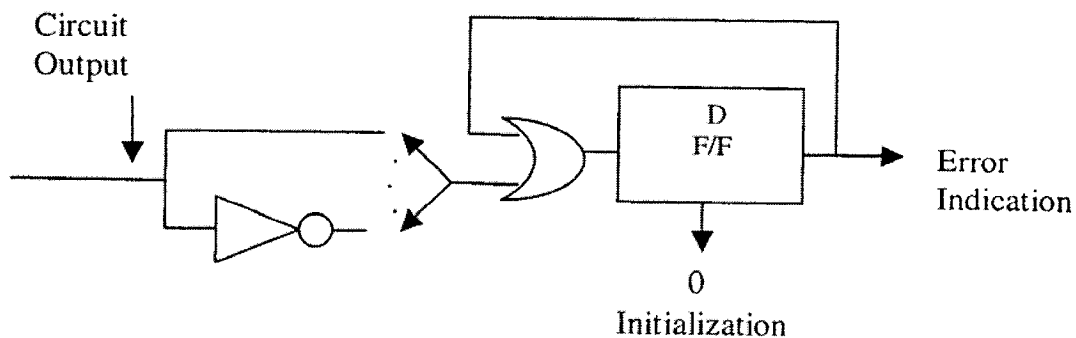 Circuit
Output
D
F/F
Error
Indication
0
Initialization